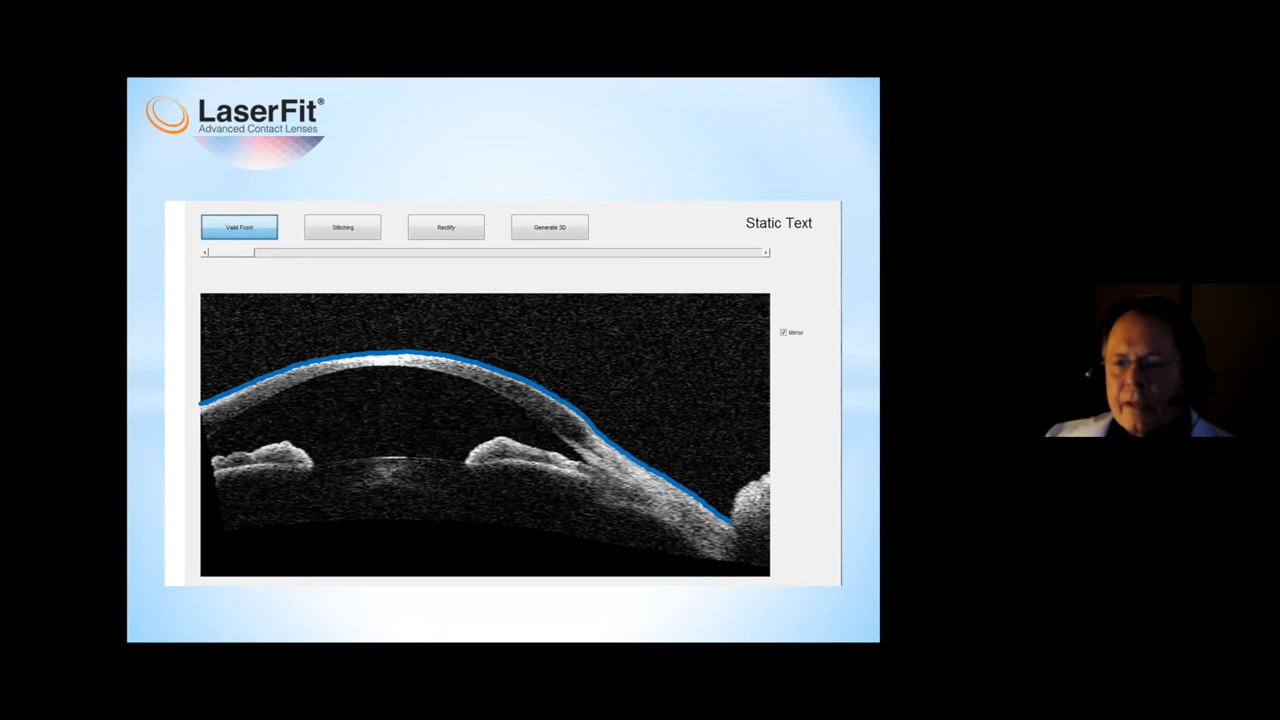 LaserFit®
Advanced Contact Lenses
Valid Front
Stitching
Rectify
Generate 3D
Static Text
Mirror